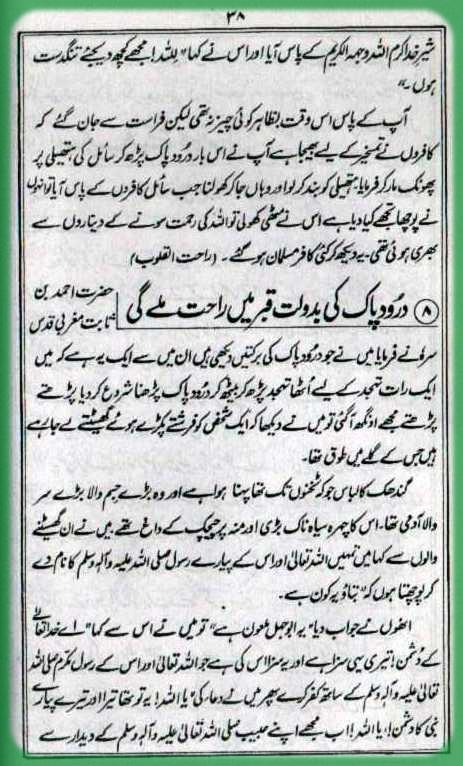 ۳۸
شیر خدا کرم اللہ وجہہ الکریم کے پاس آیا اور اس نے کہا "للہ! مجھے کچھ دیجئے تنگدست
ہوں۔"
آپ کے پاس اس وقت بظاہر کوئی چیز نہ تھی لیکن فراست سے جان گئے کہ
کافروں نے تمسخر کے لیے بھیجا ہے آپ نے اس بار درود پاک پڑھ کر سائل کی ہتھیلی پر
پھونک مار کر فرمایا۔ ہتھیلی کو بند کر لو اور وہاں جا کر کھولنا جب سائل کافروں کے پاس آیا تو انہوں
نے پوچھا تجھے کیا دیا ہے اس نے مٹھی کھولی تو اللہ کی رحمت سونے کے دیناروں سے
بھری ہوئی تھی۔ یہ دیکھ کر کئی کافر مسلمان ہو گئے۔ (راحت القلوب)
۸ درود پاک کی بدولت قبر میں راحت ملے گی
حضرت احمد بن
ثابت مغربی قدس
سرہٗ نے فرمایا میں نے جو درود پاک کی برکتیں دیکھی ہیں ان میں سے ایک یہ ہے کہ میں
ایک رات تہجد کے لیے اُٹھا تہجد پڑھ کر بیٹھ کر درود پاک پڑھنا شروع کر دیا پڑھتے
پڑھتے مجھے اونگھ آگئی تو میں نے دیکھا کہ ایک شخص کو فرشتے پکڑے ہوئے گھسیٹتے لے جا رہے
ہیں جس کے گلے میں طوق تھا۔
گندھک کا لباس جو کہ ٹخنوں تک تھا پہنا ہوا ہے اور وہ بڑے جسم والا بڑے سر
والا آدمی تھا۔ اس کا چہرہ سیاہ ناک بڑی اور منہ پر چیچک کے داغ تھے میں نے ان گھسیٹنے
والوں سے کہا میں تمہیں اللہ تعالیٰ اور اس کے پیارے رسول صلی اللہ علیہ وآلہٖ وسلم کا نام دے
کر پوچھتا ہوں کہ "بتاؤ یہ کون ہے۔
انھوں نے جواب دیا "یہ ابوجہل ملعون ہے" تو میں نے اس سے کہا "اے خدا تعالےٰ
کے دشمن! تیری یہی سزا ہے اور یہ سزا اس کی ہے جو اللہ تعالیٰ اور اس کے رسول مکرم صلی اللہ
تعالیٰ علیہ وآلہٖ وسلم کے ساتھ کفر کرے پھر میں نے دعا کی "یا اللہ! یہ تو تھا تیرا اور تیرے پیارے
نبی کا دشمن! یا اللہ! اب مجھے اپنے حبیب صلی اللہ تعالیٰ علیہ وآلہٖ وسلم کے دیدار سے